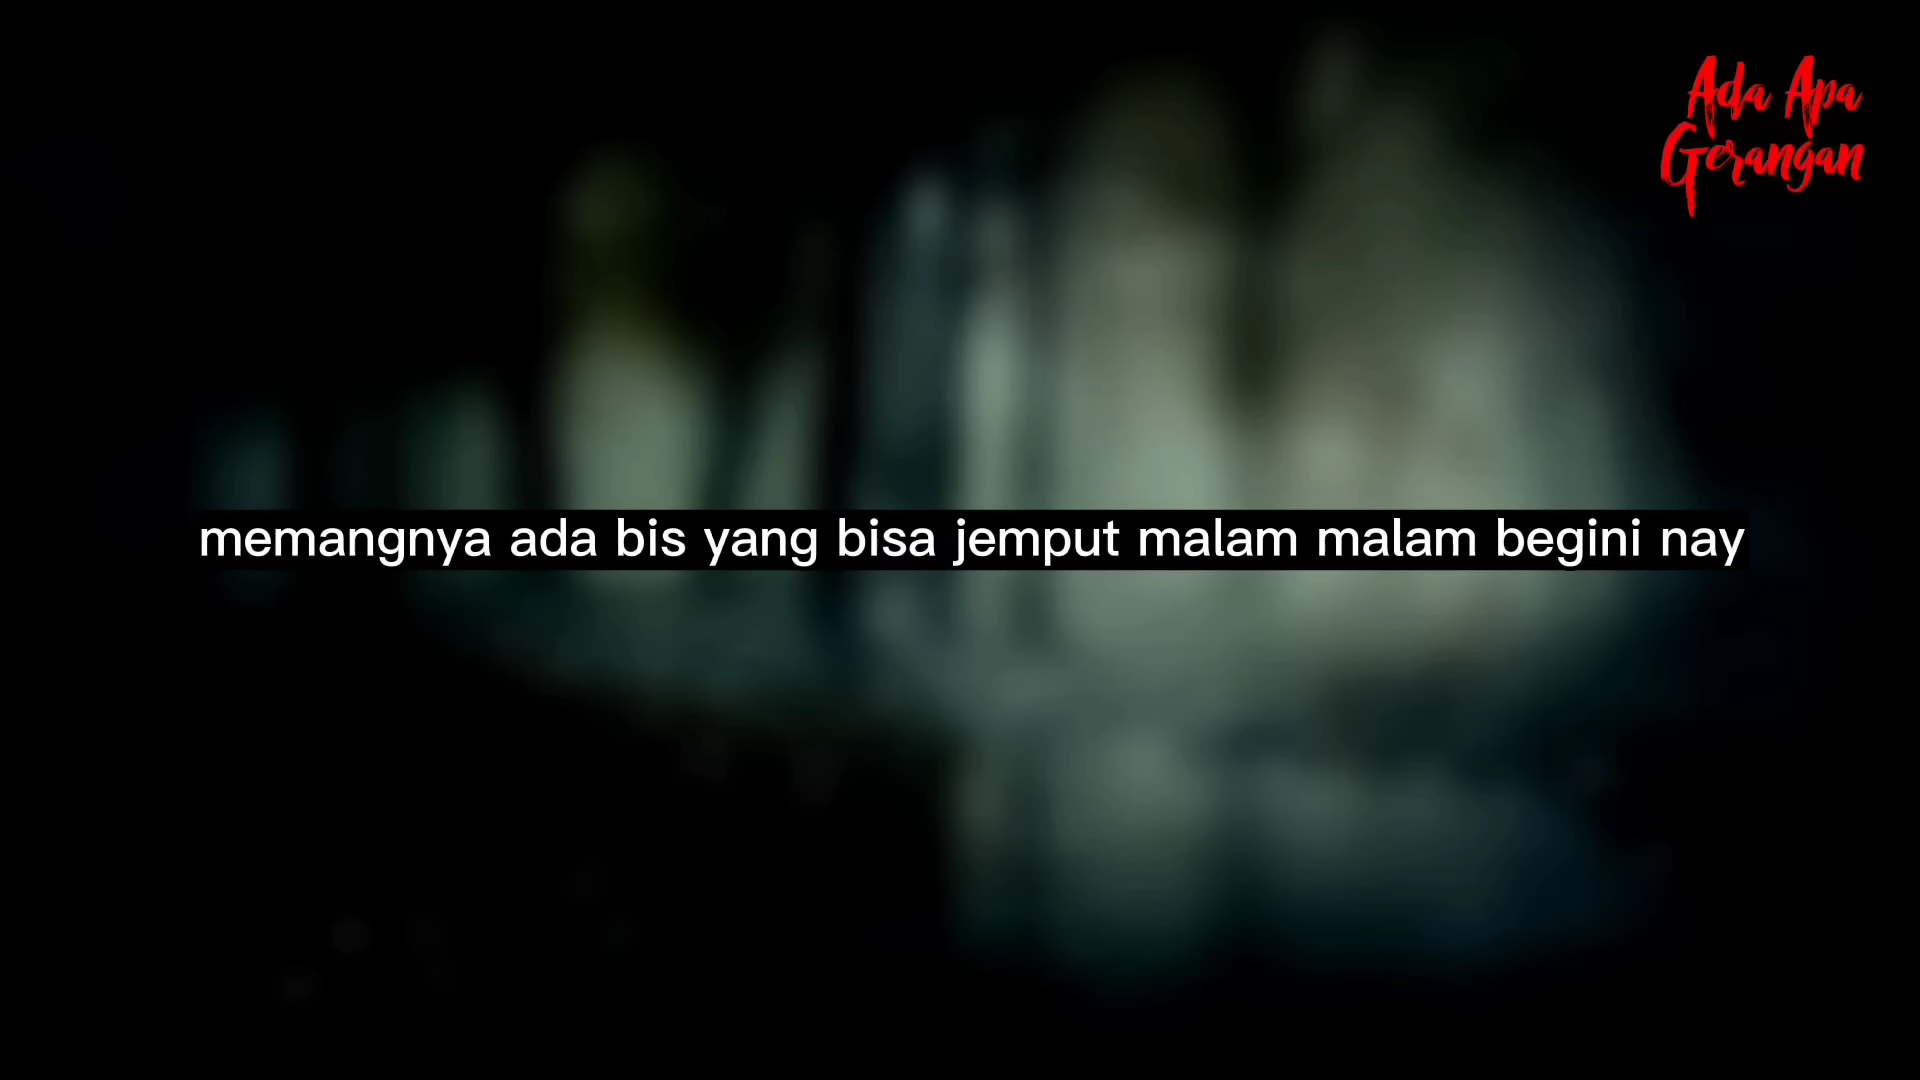 Ada Apa
Gerangan
memangnya ada bis yang bisa jemput malam malam begini nay